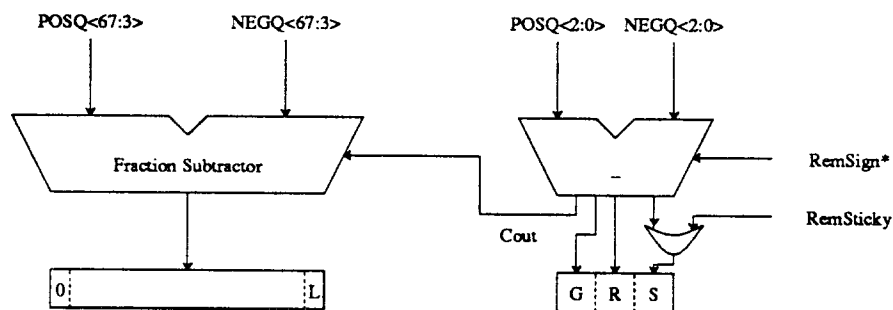 POSQ<67:3> NEGQ<67:3> POSQ<2:0> NEGQ<2:0>
Fraction Subtractor
–
RemSign*
RemSticky
Cout
0 L G R S